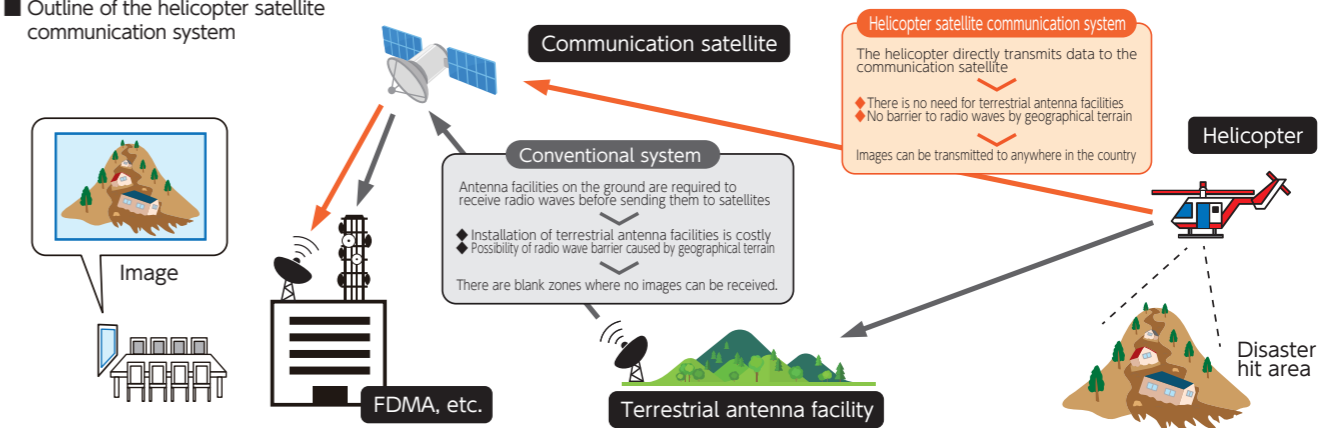 ■ Outline of the helicopter satellite
communication system
Communication satellite
Helicopter satellite communication system
The helicopter directly transmits data to the
communication satellite
◆There is no need for terrestrial antenna facilities
◆No barrier to radio waves by geographical terrain
Images can be transmitted to anywhere in the country
Helicopter
Conventional system
Antenna facilities on the ground are required to
receive radio waves before sending them to satellites
◆Installation of terrestrial antenna facilities is costly
◆Possibility of radio wave barrier caused by geographical terrain
There are blank zones where no images can be received.
Image
Disaster
hit area
FDMA, etc.
Terrestrial antenna facility